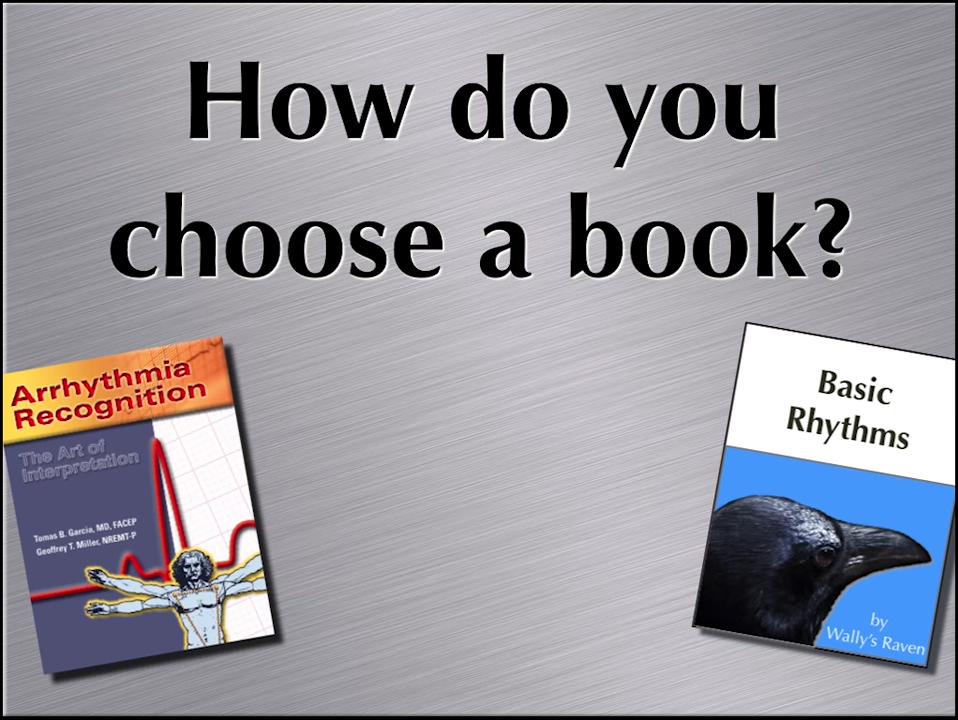 How do you
choose a book?
Arrhythmia
Recognition
The Art of
Interpretation
Tomas B. Garcia, MD, FACEP
Geoffrey T. Miller, NREMT-P
Basic
Rhythms
by
Wally's Raven